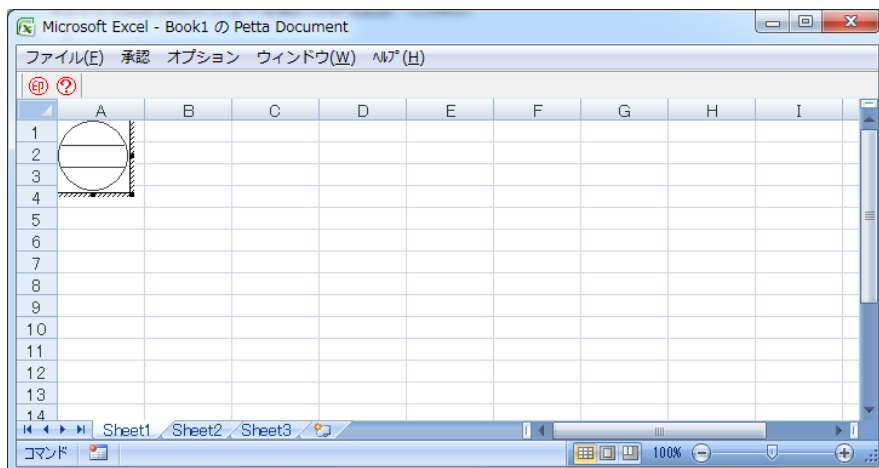 Microsoft Excel - Book1 の Petta Document
ファイル(F) 承認 オプション ウィンドウ(W) ﾍﾙﾌﾟ(H)
印 ?
A B C D E F G H I
1
2
3
4
5
6
7
8
9
10
11
12
13
14
Sheet1 Sheet2 Sheet3
コマンド 100%